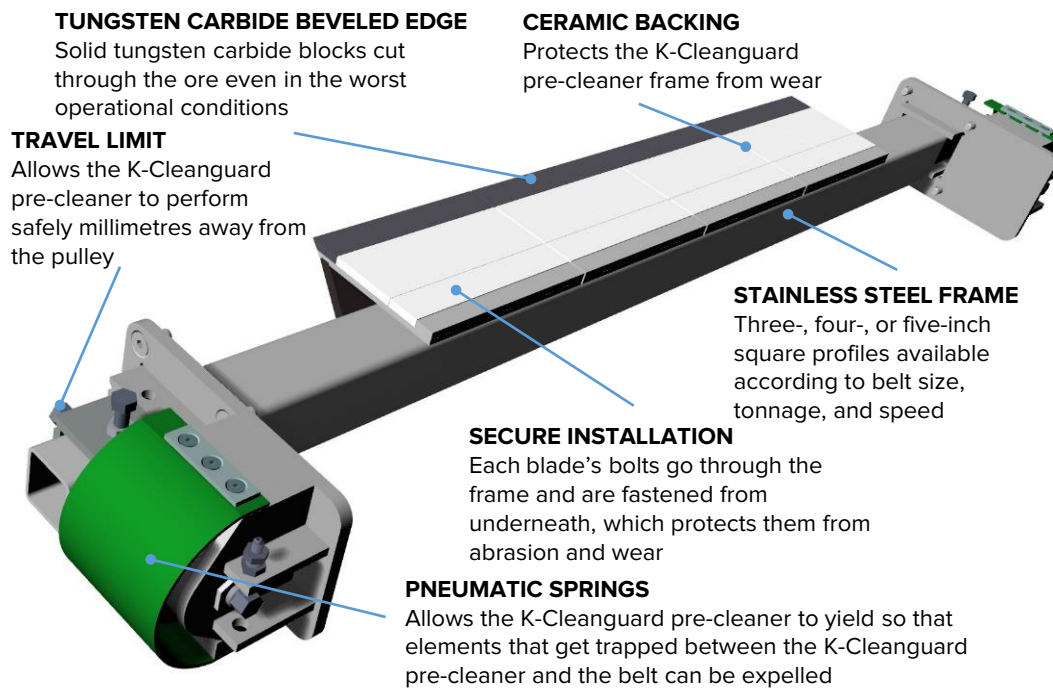 TUNGSTEN CARBIDE BEVELED EDGE
Solid tungsten carbide blocks cut
through the ore even in the worst
operational conditions
CERAMIC BACKING
Protects the K-Cleanguard
pre-cleaner frame from wear
TRAVEL LIMIT
Allows the K-Cleanguard
pre-cleaner to perform
safely millimetres away from
the pulley
STAINLESS STEEL FRAME
Three-, four-, or five-inch
square profiles available
according to belt size,
tonnage, and speed
SECURE INSTALLATION
Each blade’s bolts go through the
frame and are fastened from
underneath, which protects them from
abrasion and wear
PNEUMATIC SPRINGS
Allows the K-Cleanguard pre-cleaner to yield so that
elements that get trapped between the K-Cleanguard
pre-cleaner and the belt can be expelled